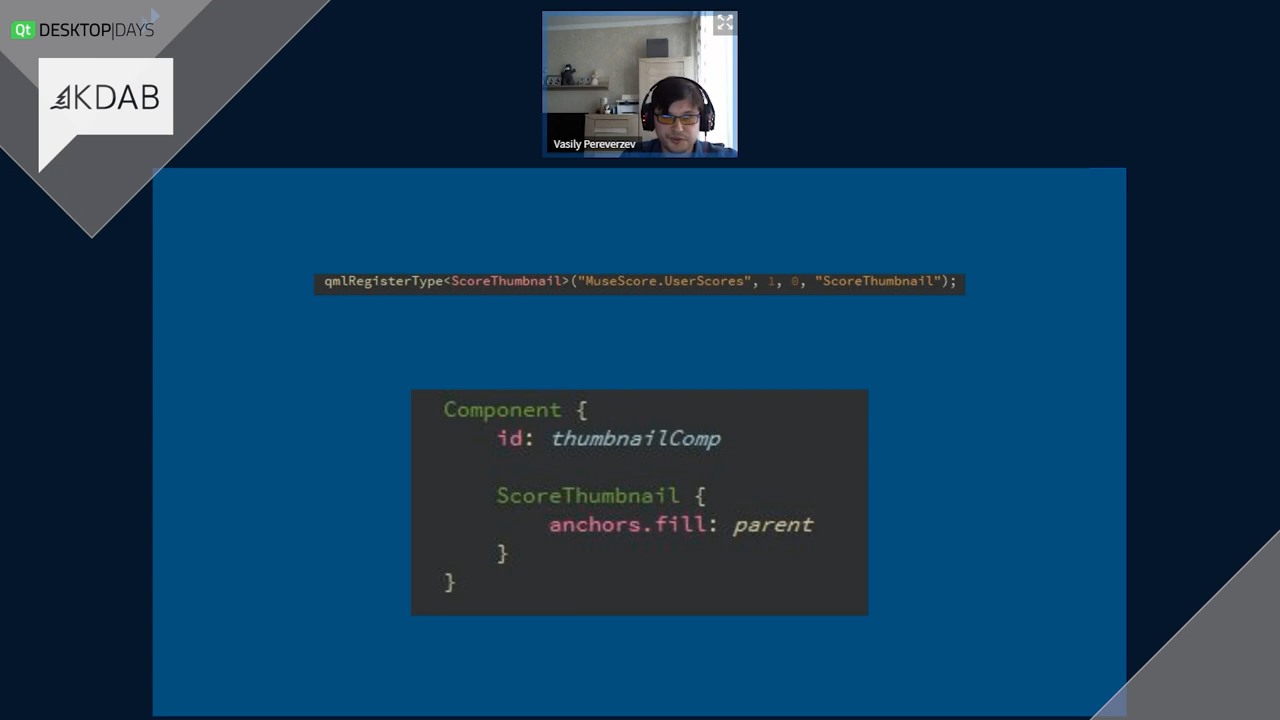 Qt DESKTOP|DAYS
KDAB
Vasily Pereverzev
qmlRegisterType<ScoreThumbnail>("MuseScore.UserScores", 1, 0, "ScoreThumbnail");
Component {
id: thumbnailComp
ScoreThumbnail {
anchors.fill: parent
}
}